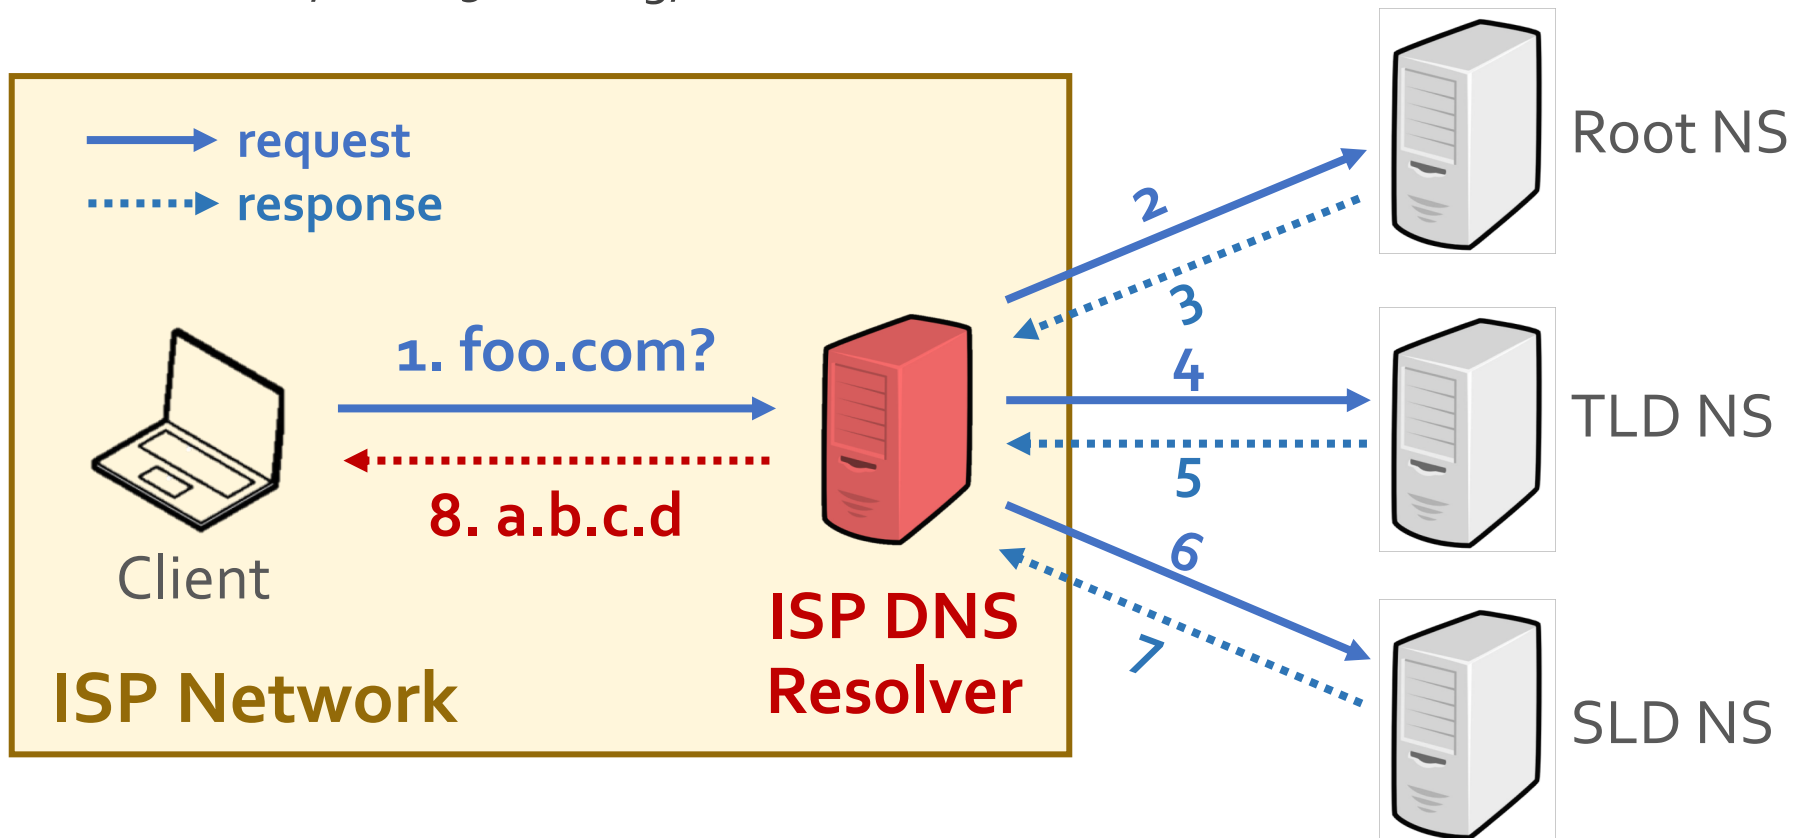 request
response
Root NS
2
3
1. foo.com?
4
TLD NS
5
8. a.b.c.d
6
Client
ISP DNS
Resolver
7
ISP Network
SLD NS